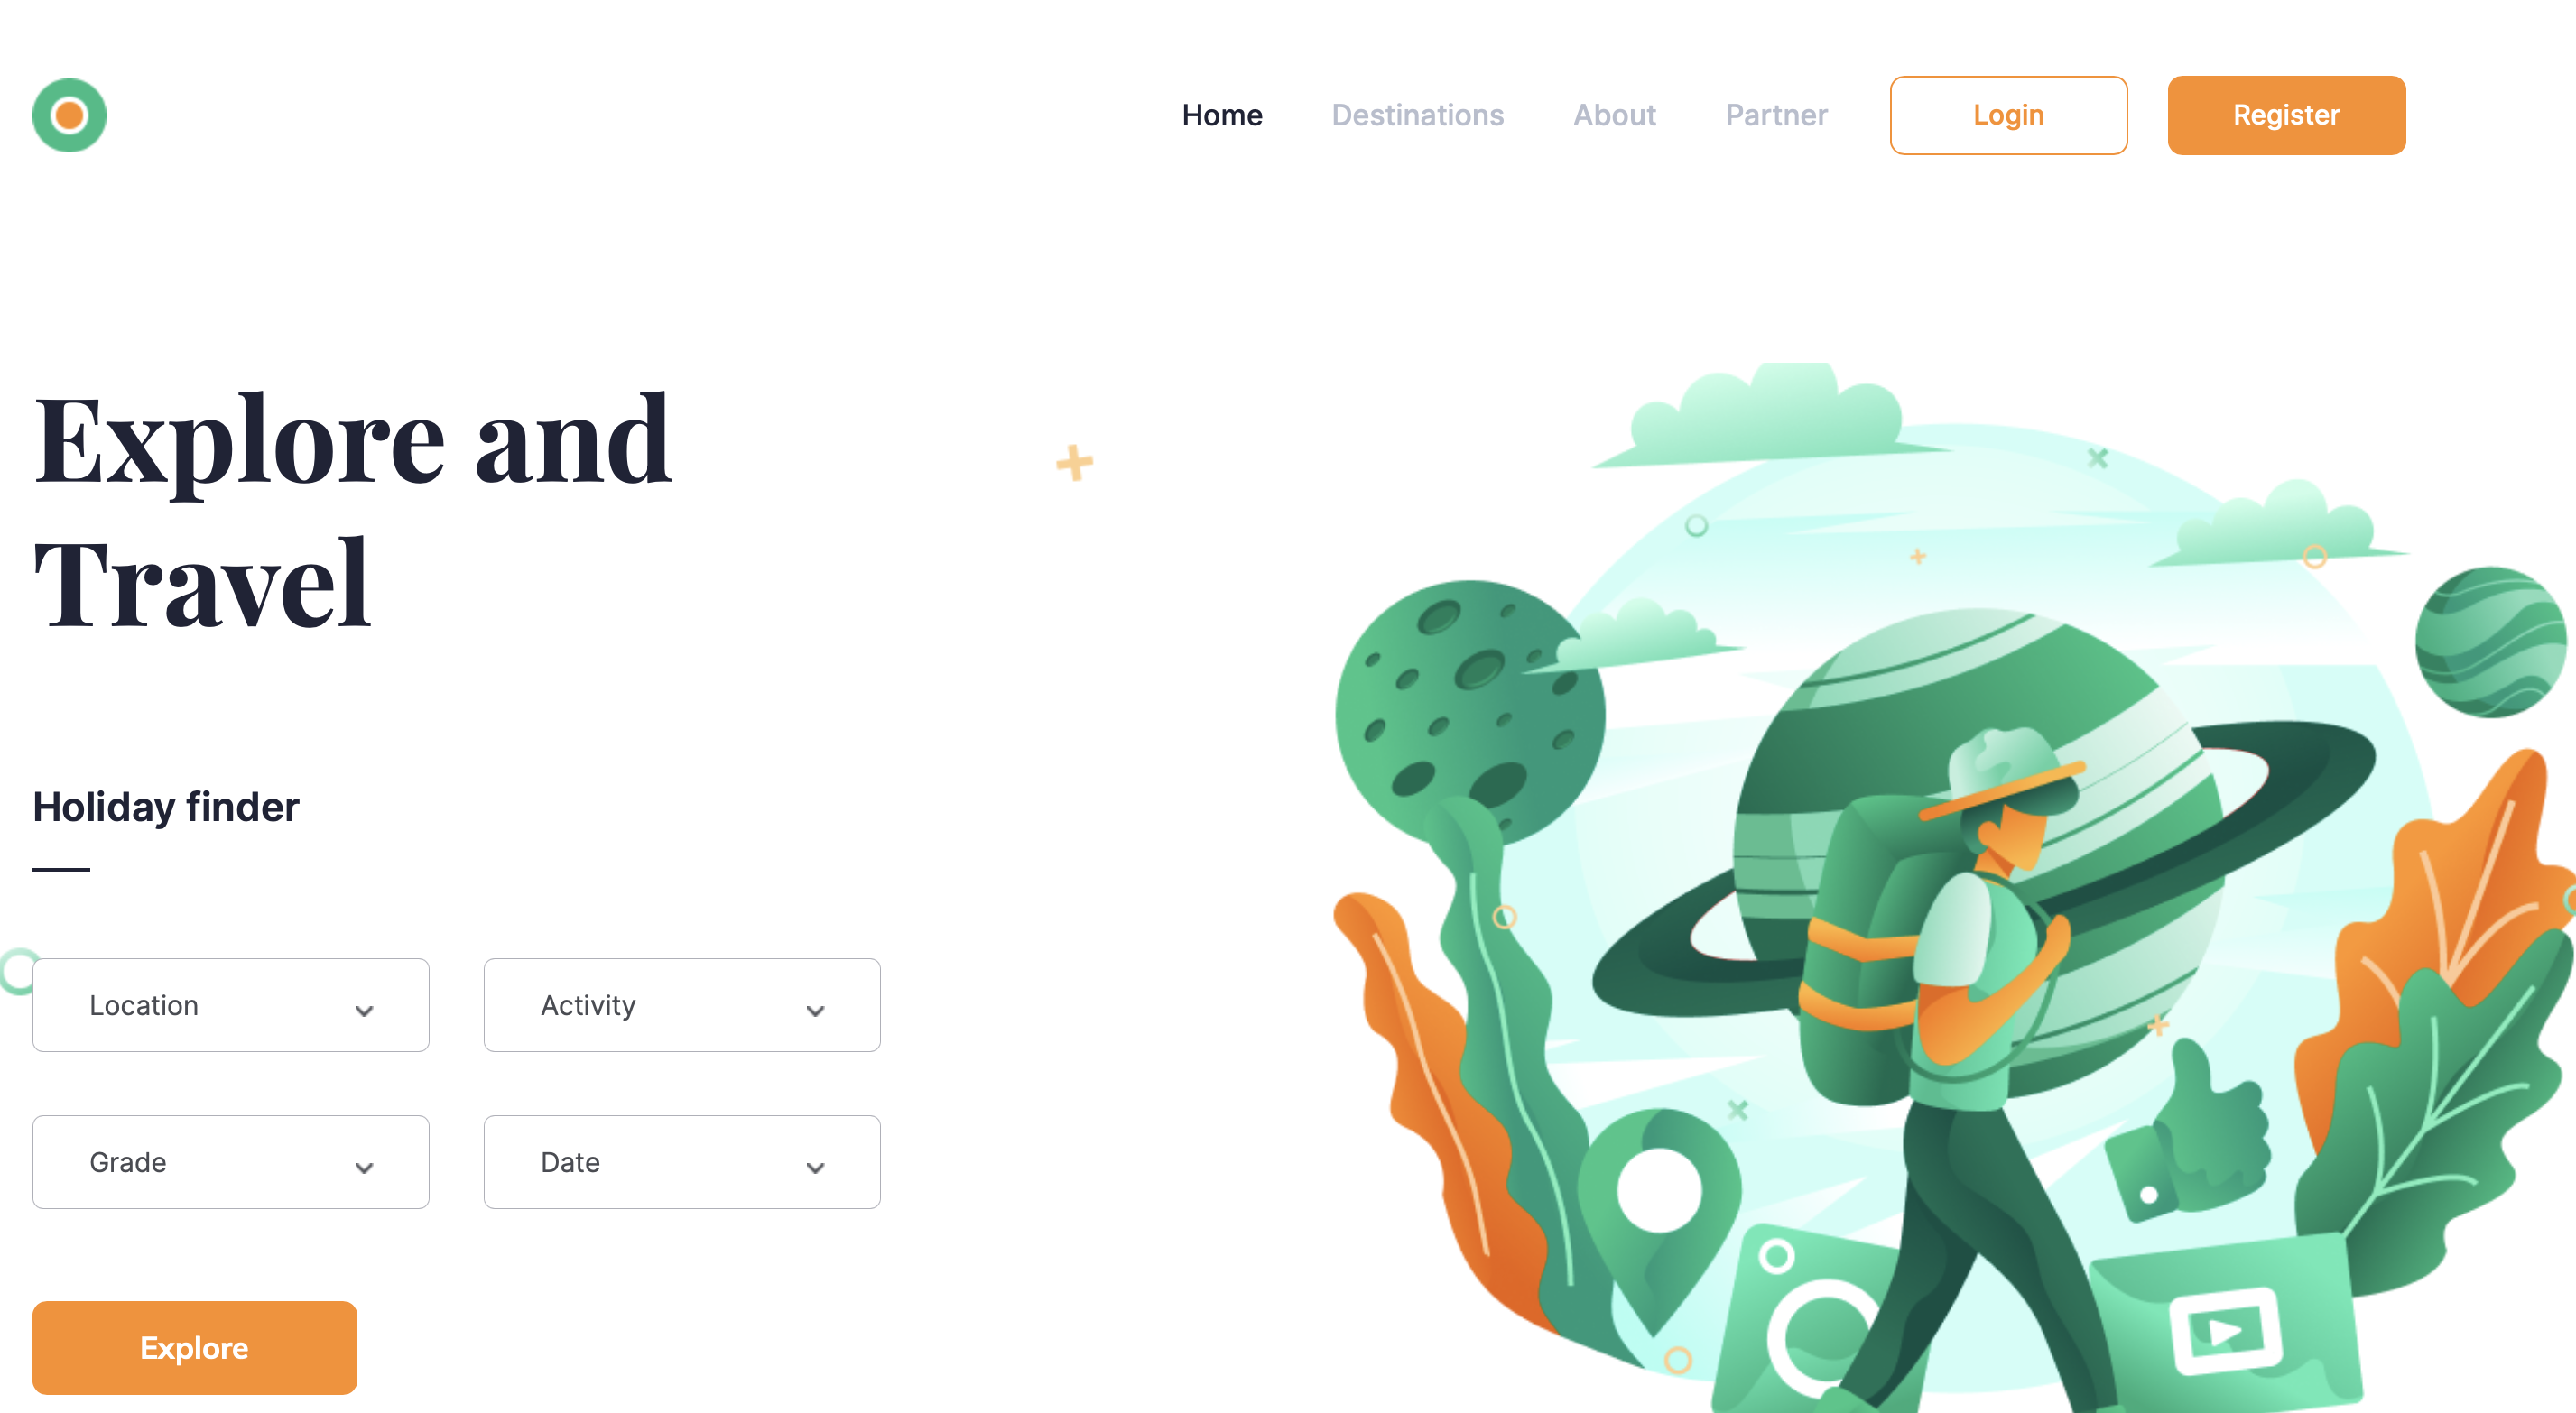 Home Destinations About Partner Login Register
Explore and
Travel
Holiday finder
Location Activity
Grade Date
Explore